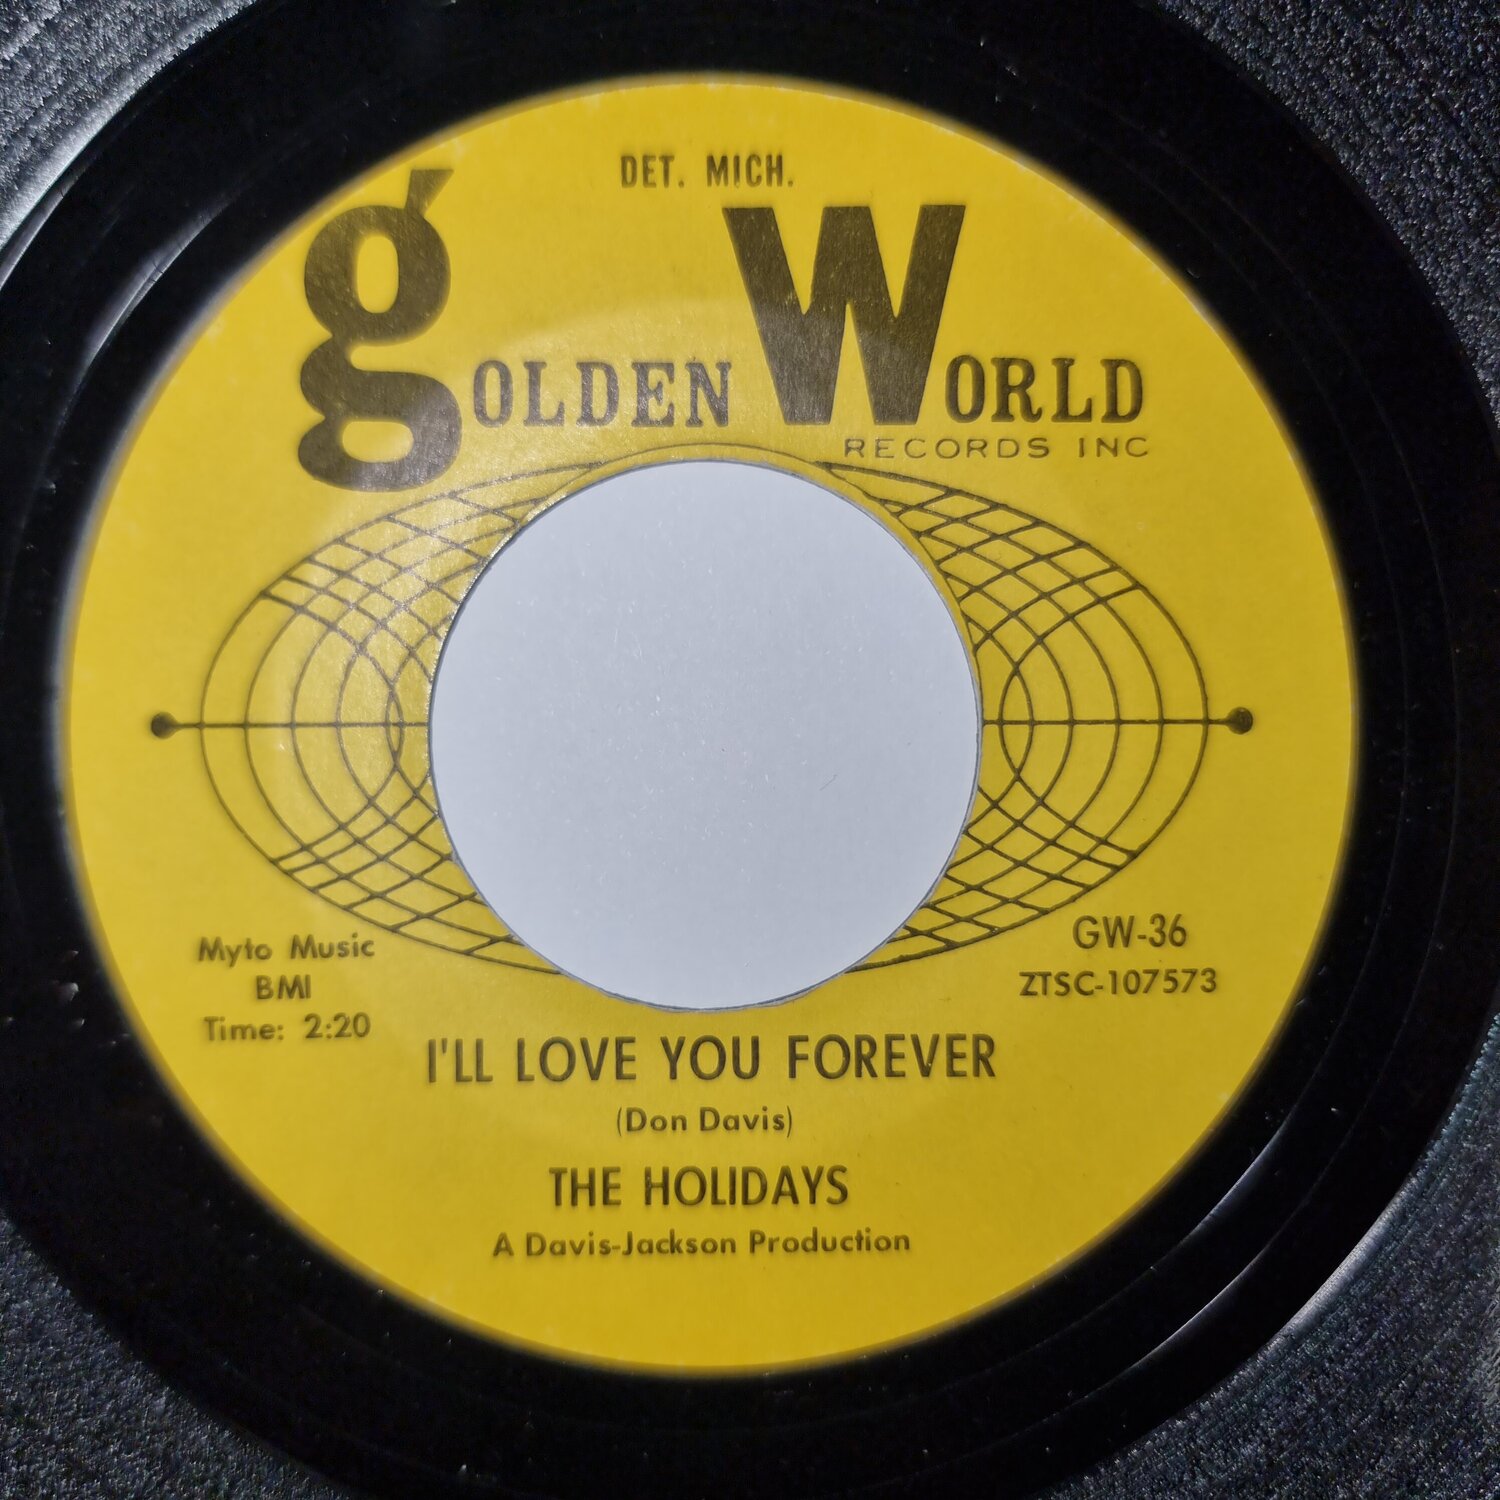 DET. MICH.
gOLDEN WORLD
RECORDS INC
Myto Music
BMI
Time: 2:20
GW-36
ZTSC-107573
I'LL LOVE YOU FOREVER
(Don Davis)
THE HOLIDAYS
A Davis-Jackson Production